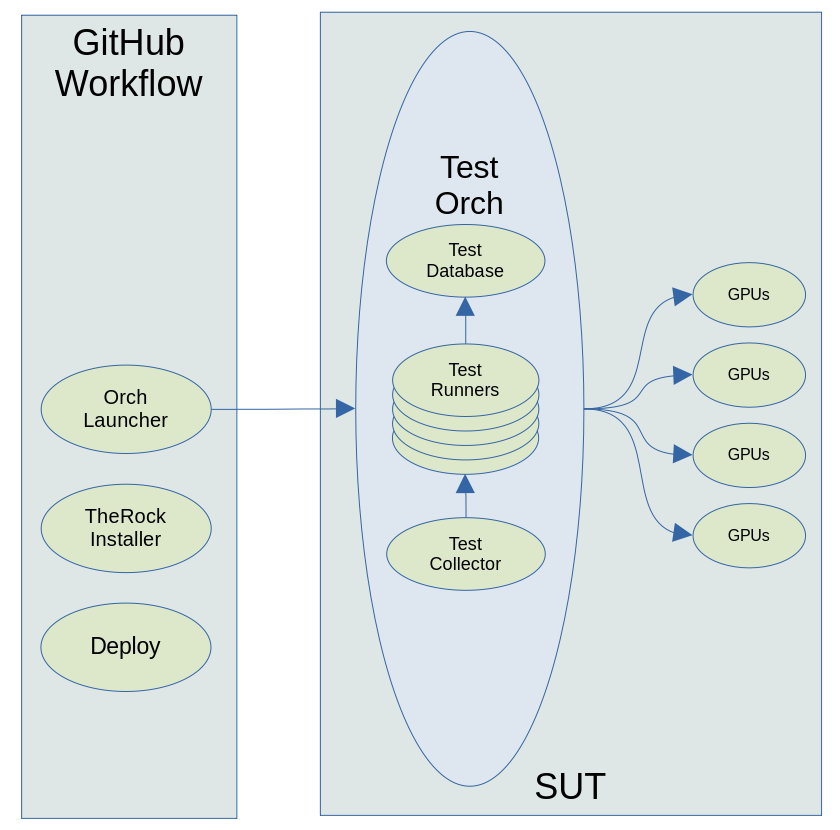 GitHub
Workflow
Orch
Launcher
TheRock
Installer
Deploy
Test
Orch
Test
Database
Test
Runners
Test
Collector
GPUs
GPUs
GPUs
GPUs
SUT